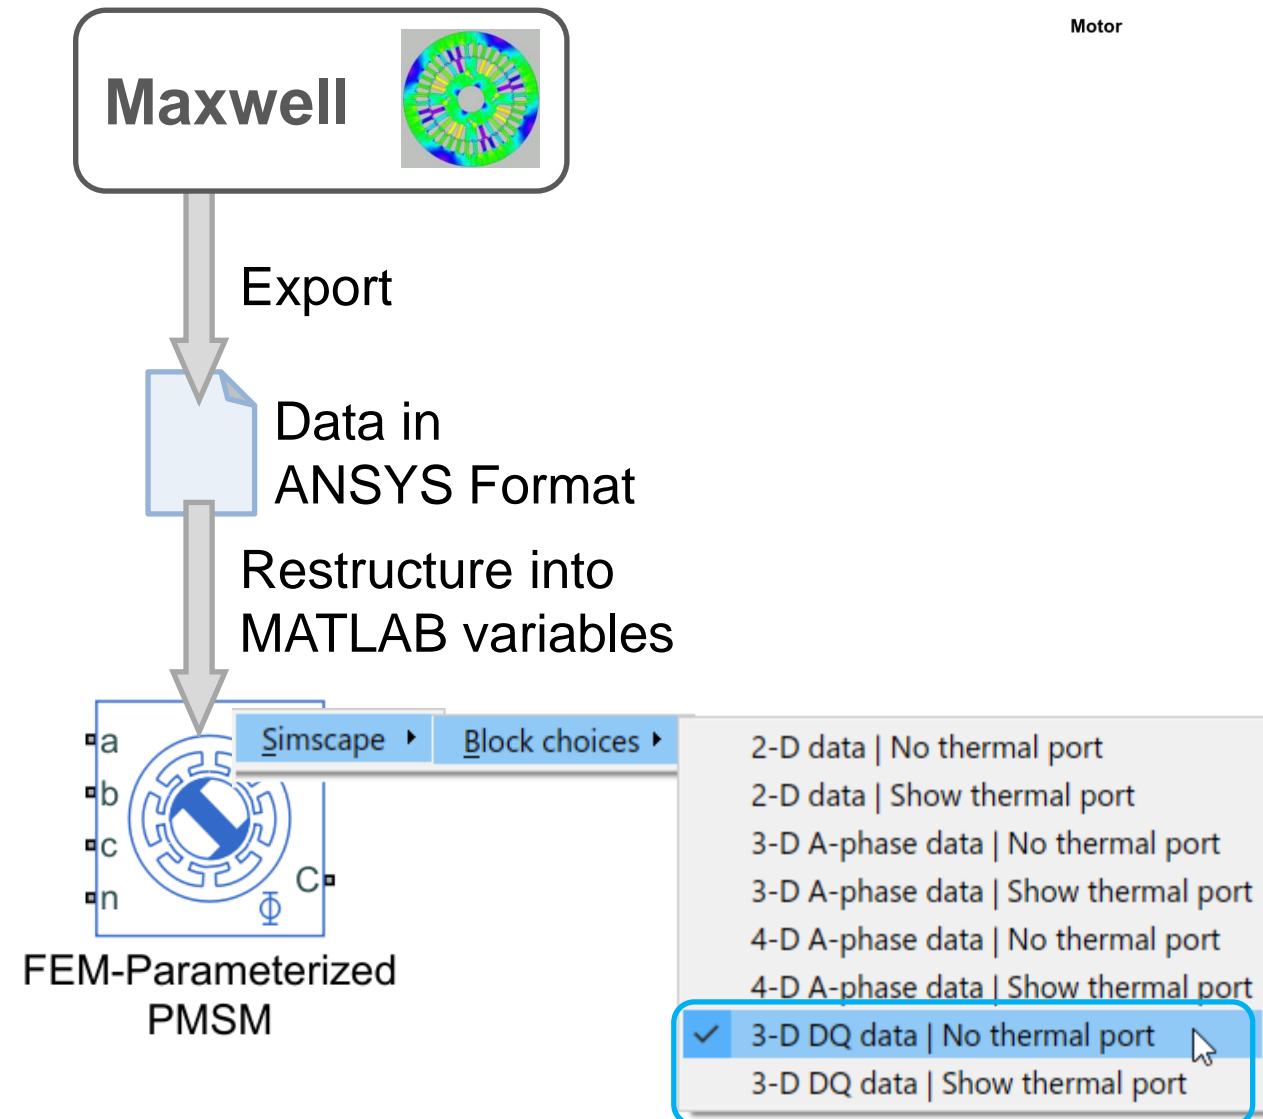 Motor
Maxwell
Export
Data in
ANSYS Format
Restructure into
MATLAB variables
a
b
c
n
C
Φ
FEM-Parameterized
PMSM
Simscape
Block choices
2-D data | No thermal port
2-D data | Show thermal port
3-D A-phase data | No thermal port
3-D A-phase data | Show thermal port
4-D A-phase data | No thermal port
4-D A-phase data | Show thermal port
3-D DQ data | No thermal port
3-D DQ data | Show thermal port